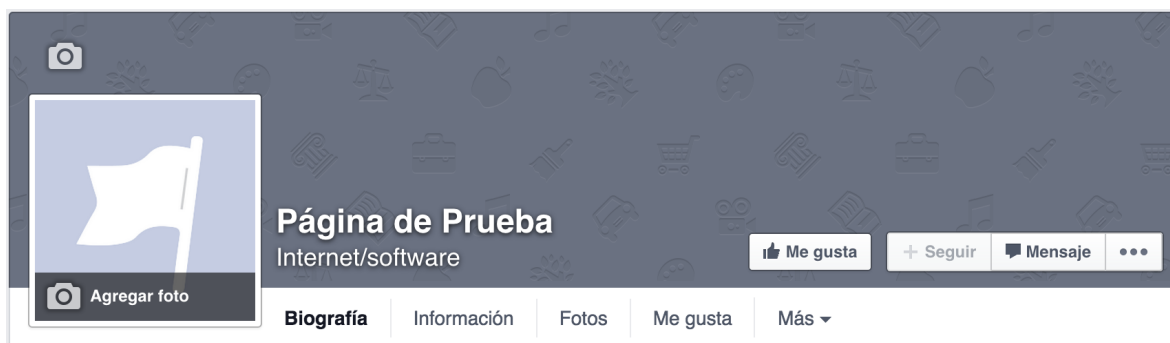 Página de Prueba
Internet/software
Me gusta
Seguir
Mensaje
Agregar foto
Biografía
Información
Fotos
Me gusta
Más